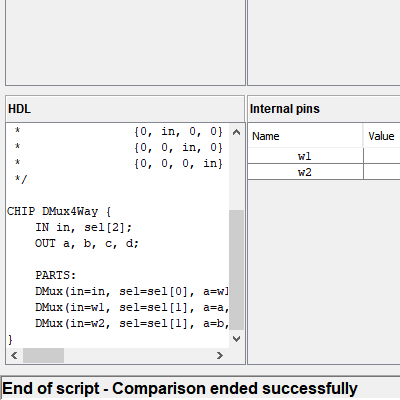 HDL
* {0, in, 0, 0}
* {0, 0, in, 0}
* {0, 0, 0, in}
*/
CHIP DMux4Way {
IN in, sel[2];
OUT a, b, c, d;
PARTS:
DMux(in=in, sel=sel[0], a=w1
DMux(in=w1, sel=sel[1], a=a,
DMux(in=w2, sel=sel[1], a=b,
}
Internal pins
Name Value
w1
w2
End of script - Comparison ended successfully